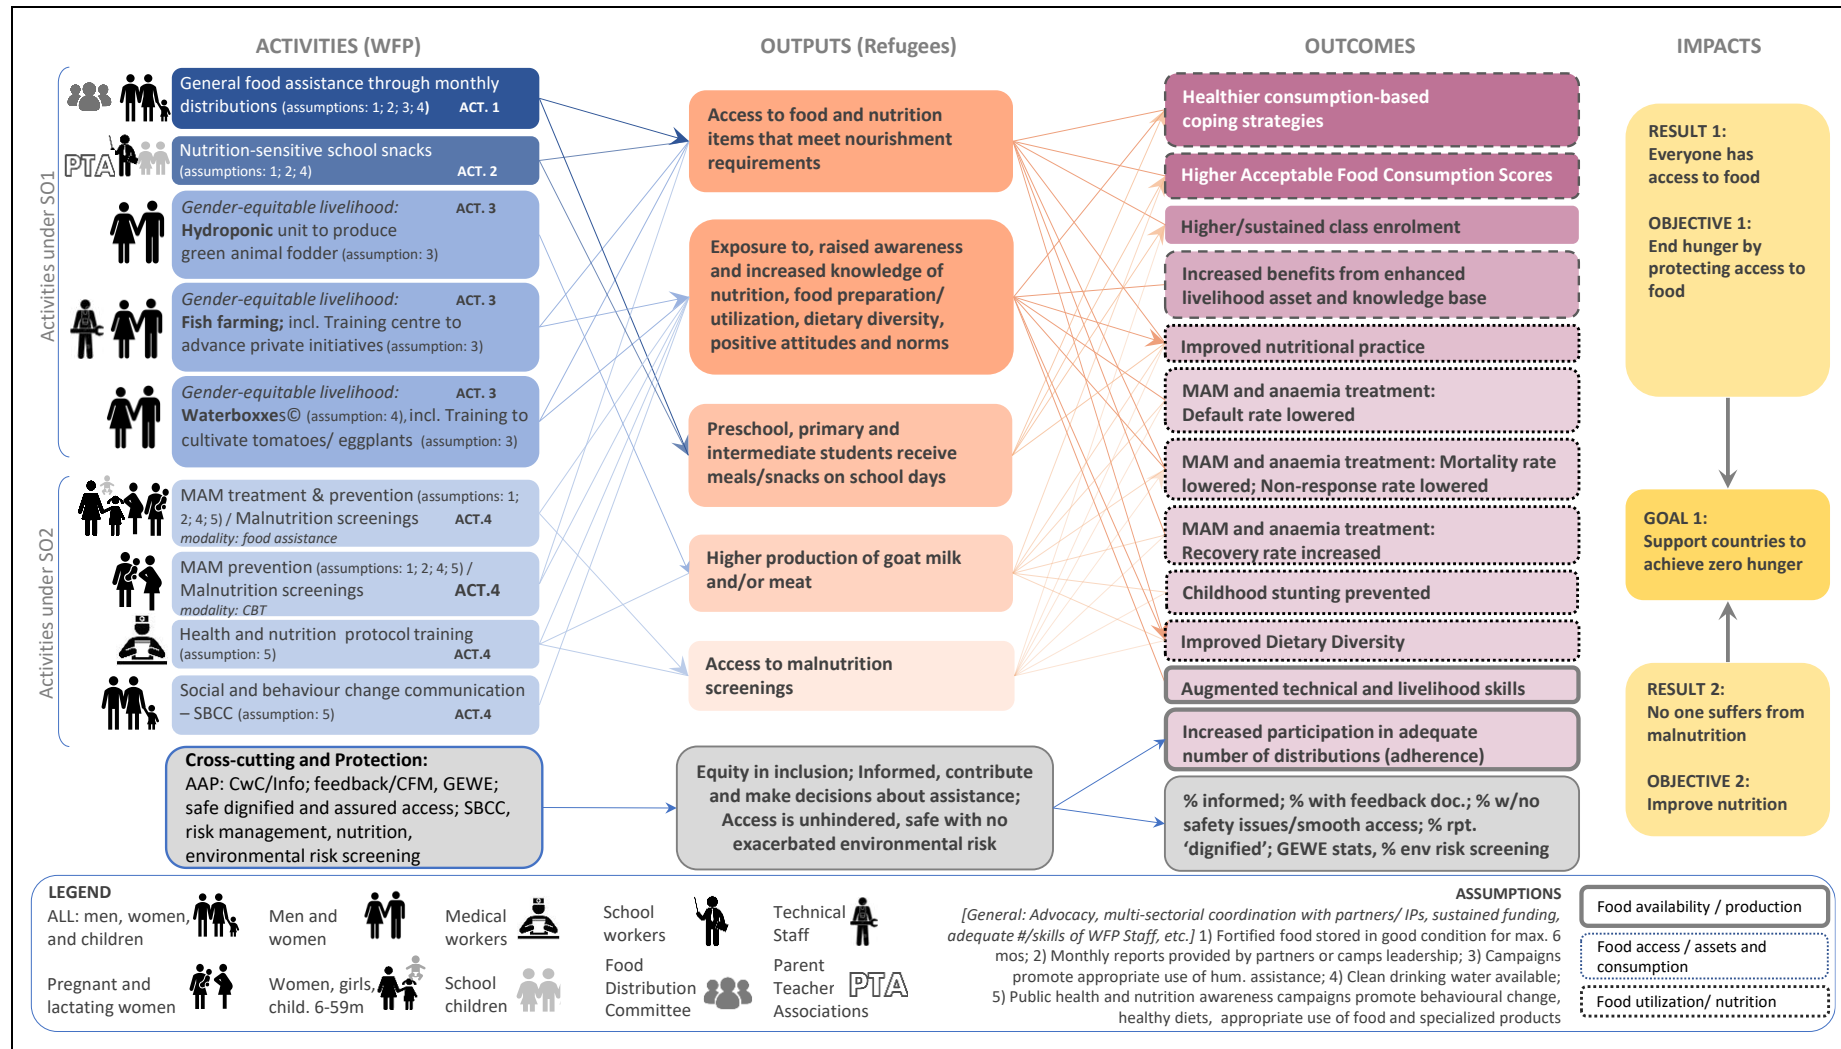 ACTIVITIES (WFP)
OUTPUTS (Refugees)
OUTCOMES
IMPACTS
Activities under SO1
General food assistance through monthly
distributions (assumptions: 1; 2; 3; 4) ACT. 1
PTA
Nutrition-sensitive school snacks
(assumptions: 1; 2; 4) ACT. 2
Gender-equitable livelihood: ACT. 3
Hydroponic unit to produce
green animal fodder (assumption: 3)
Gender-equitable livelihood: ACT. 3
Fish farming; incl. Training centre to
advance private initiatives (assumption: 3)
Gender-equitable livelihood: ACT. 3
Waterboxxes© (assumption: 4), incl. Training to
cultivate tomatoes/ eggplants (assumption: 3)
Activities under SO2
MAM treatment & prevention (assumptions: 1;
2; 4; 5) / Malnutrition screenings ACT.4
modality: food assistance
MAM prevention (assumptions: 1; 2; 4; 5) /
Malnutrition screenings ACT.4
modality: CBT
Health and nutrition protocol training
(assumption: 5) ACT.4
Social and behaviour change communication
– SBCC (assumption: 5) ACT.4
Cross-cutting and Protection:
AAP: CwC/Info; feedback/CFM, GEWE;
safe dignified and assured access; SBCC,
risk management, nutrition,
environmental risk screening
Access to food and nutrition
items that meet nourishment
requirements
Exposure to, raised awareness
and increased knowledge of
nutrition, food preparation/
utilization, dietary diversity,
positive attitudes and norms
Preschool, primary and
intermediate students receive
meals/snacks on school days
Higher production of goat milk
and/or meat
Access to malnutrition
screenings
Equity in inclusion; Informed, contribute
and make decisions about assistance;
Access is unhindered, safe with no
exacerbated environmental risk
Healthier consumption-based
coping strategies
Higher Acceptable Food Consumption Scores
Higher/sustained class enrolment
Increased benefits from enhanced
livelihood asset and knowledge base
Improved nutritional practice
MAM and anaemia treatment:
Default rate lowered
MAM and anaemia treatment: Mortality rate
lowered; Non-response rate lowered
MAM and anaemia treatment:
Recovery rate increased
Childhood stunting prevented
Improved Dietary Diversity
Augmented technical and livelihood skills
Increased participation in adequate
number of distributions (adherence)
% informed; % with feedback doc.; % w/no
safety issues/smooth access; % rpt.
‘dignified’; GEWE stats, % env risk screening
RESULT 1:
Everyone has
access to food
OBJECTIVE 1:
End hunger by
protecting access to
food
GOAL 1:
Support countries to
achieve zero hunger
RESULT 2:
No one suffers from
malnutrition
OBJECTIVE 2:
Improve nutrition
LEGEND
ALL: men, women,
and children
Men and
women
Medical
workers
School
workers
Technical
Staff
Pregnant and
lactating women
Women, girls,
child. 6-59m
School
children
Food
Distribution
Committee
Parent
Teacher
Associations
PTA
ASSUMPTIONS
[General: Advocacy, multi-sectorial coordination with partners/ IPs, sustained funding,
adequate #/skills of WFP Staff, etc.] 1) Fortified food stored in good condition for max. 6
mos; 2) Monthly reports provided by partners or camps leadership; 3) Campaigns
promote appropriate use of hum. assistance; 4) Clean drinking water available;
5) Public health and nutrition awareness campaigns promote behavioural change,
healthy diets, appropriate use of food and specialized products
Food availability / production
Food access / assets and
consumption
Food utilization/ nutrition